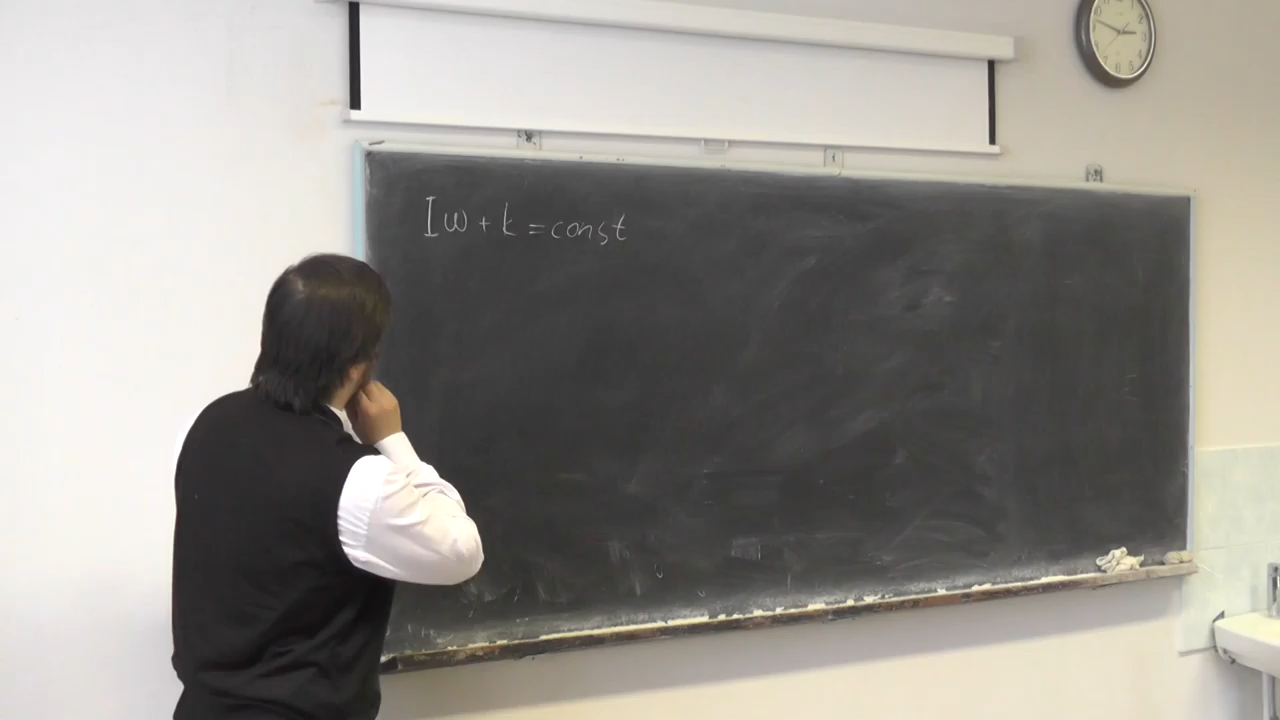 Iω + k = const